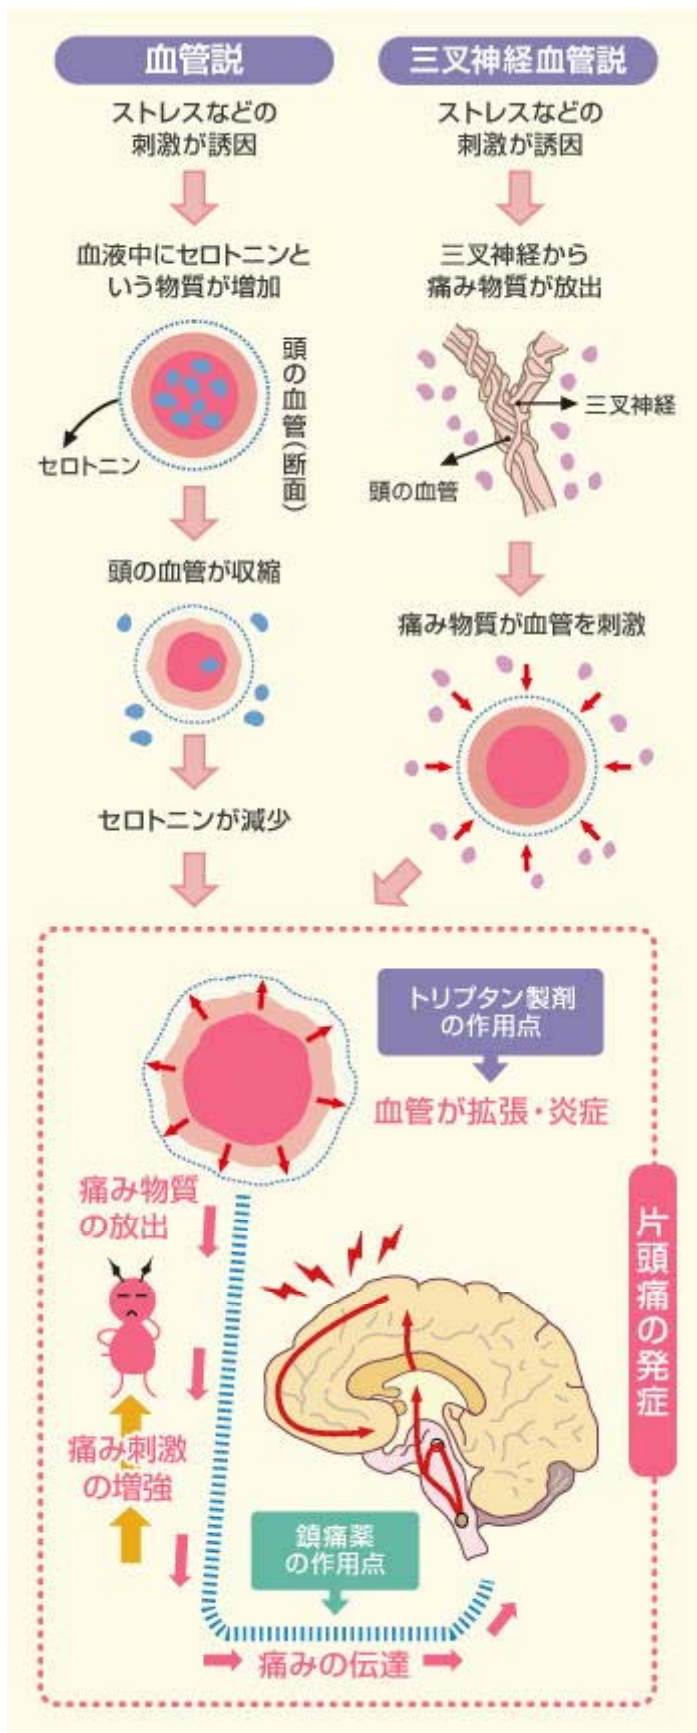 血管説
ストレスなどの
刺激が誘因
血液中にセロトニンと
いう物質が増加
頭の血管(断面)
セロトニン
頭の血管が収縮
セロトニンが減少
三叉神経血管説
ストレスなどの
刺激が誘因
三叉神経から
痛み物質が放出
三叉神経
頭の血管
痛み物質が血管を刺激
トリプタン製剤
の作用点
血管が拡張・炎症
痛み物質
の放出
片頭痛の発症
痛み刺激
の増強
鎮痛薬
の作用点
痛みの伝達